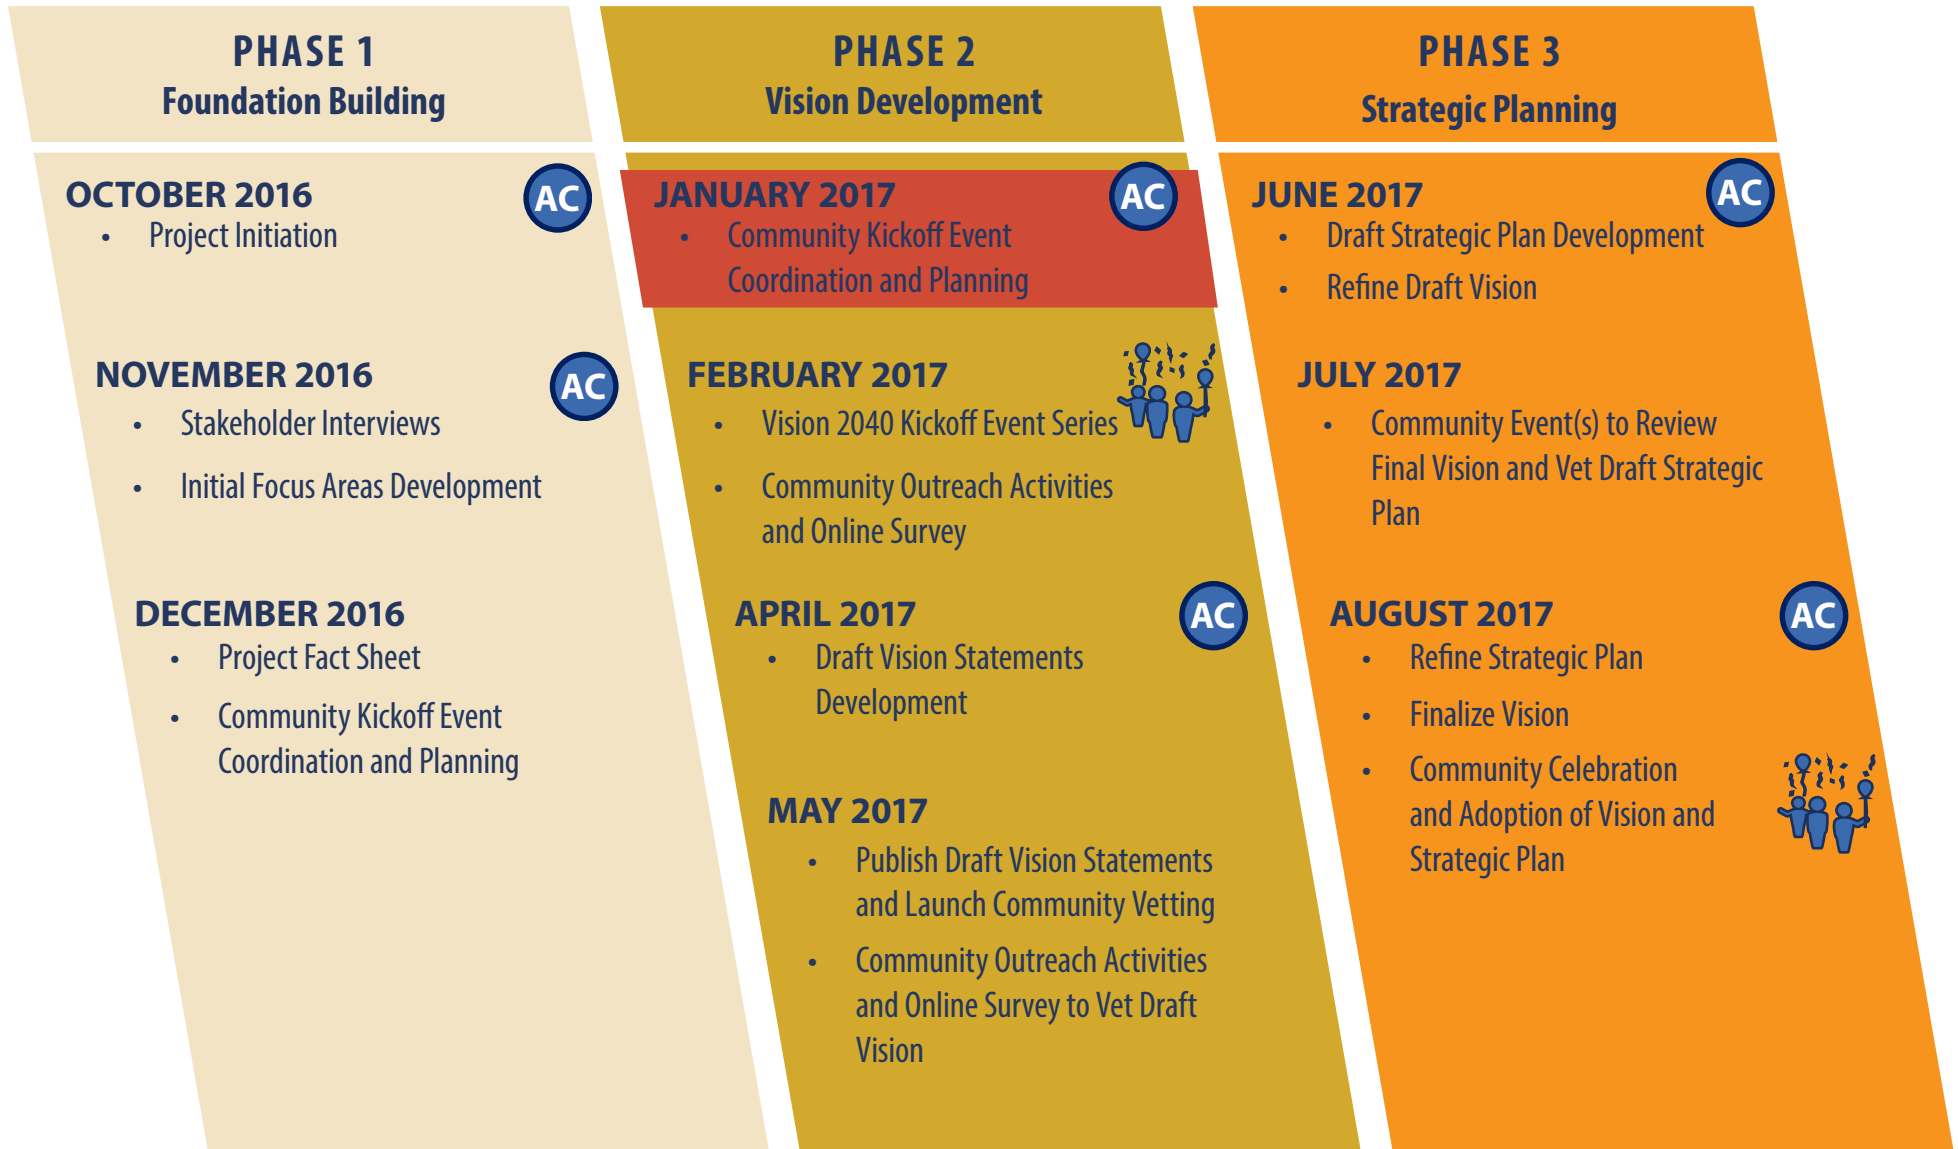 PHASE 1
Foundation Building
OCTOBER 2016
AC
• Project Initiation
NOVEMBER 2016
AC
• Stakeholder Interviews
• Initial Focus Areas Development
DECEMBER 2016
• Project Fact Sheet
• Community Kickoff Event
Coordination and Planning
PHASE 2
Vision Development
JANUARY 2017
AC
• Community Kickoff Event
Coordination and Planning
FEBRUARY 2017
• Vision 2040 Kickoff Event Series
• Community Outreach Activities
and Online Survey
APRIL 2017
AC
• Draft Vision Statements
Development
MAY 2017
• Publish Draft Vision Statements
and Launch Community Vetting
• Community Outreach Activities
and Online Survey to Vet Draft
Vision
PHASE 3
Strategic Planning
JUNE 2017
AC
• Draft Strategic Plan Development
• Refine Draft Vision
JULY 2017
• Community Event(s) to Review
Final Vision and Vet Draft Strategic
Plan
AUGUST 2017
AC
• Refine Strategic Plan
• Finalize Vision
• Community Celebration
and Adoption of Vision and
Strategic Plan